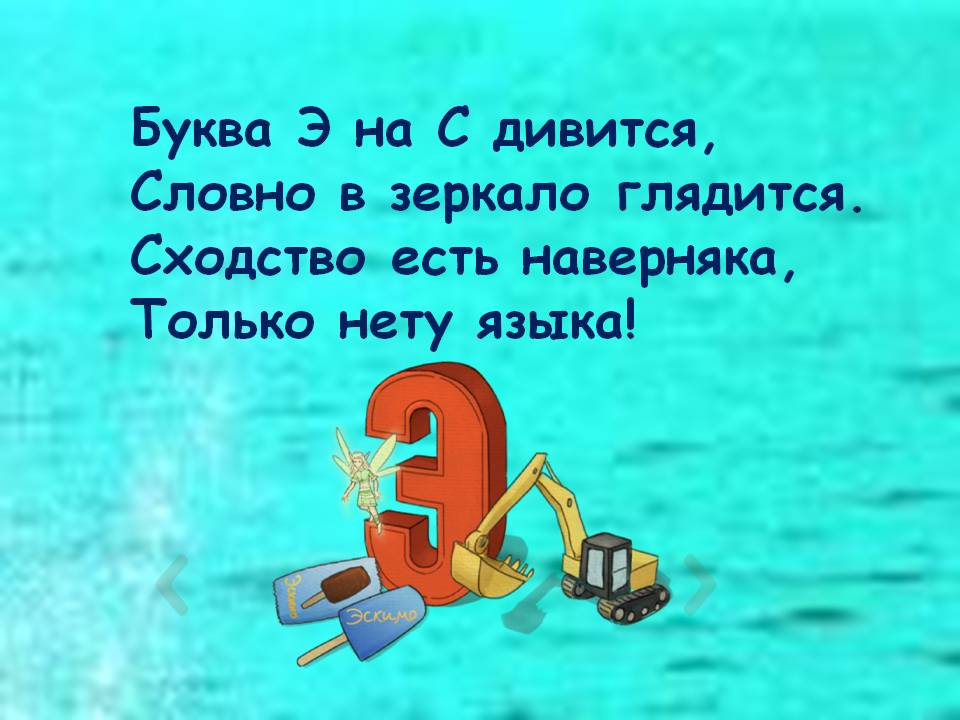 Буква Э на С дивится,
Словно в зеркало глядится.
Сходство есть наверняка,
Только нету языка!
Э
Эскимо
Эскимо